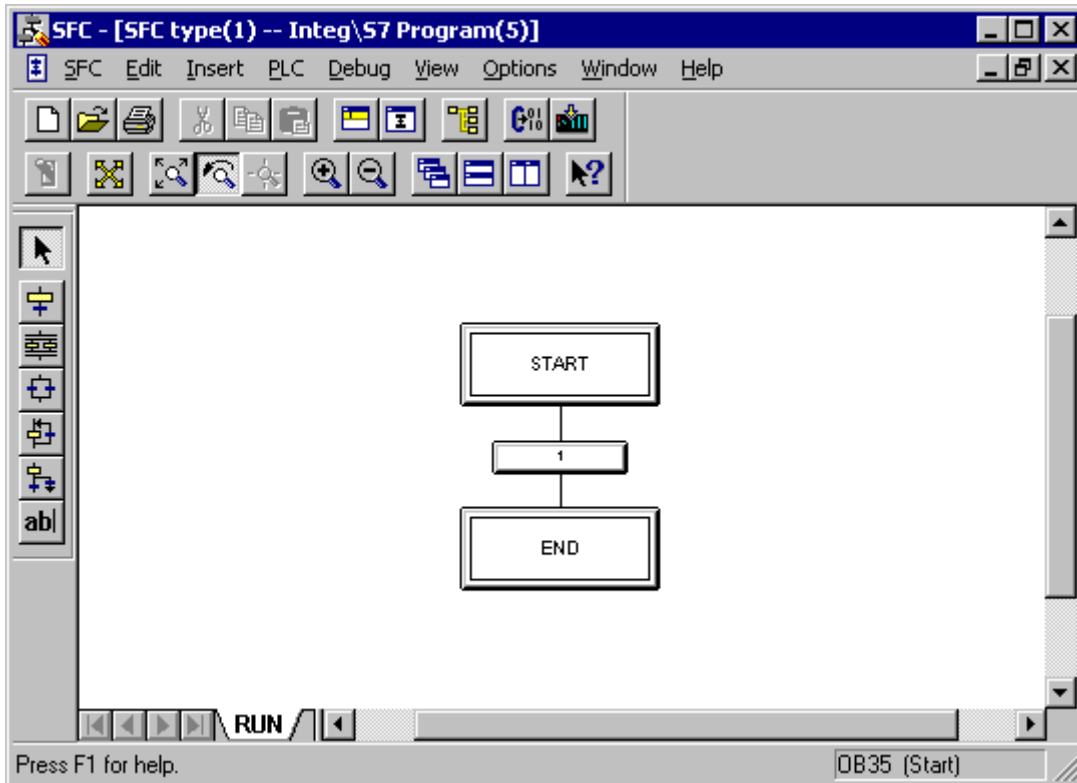 SFC - [SFC type(1) -- Integ\S7 Program(5)]
SFC Edit Insert PLC Debug View Options Window Help
START
1
END
ab|
RUN
Press F1 for help.
OB35 (Start)